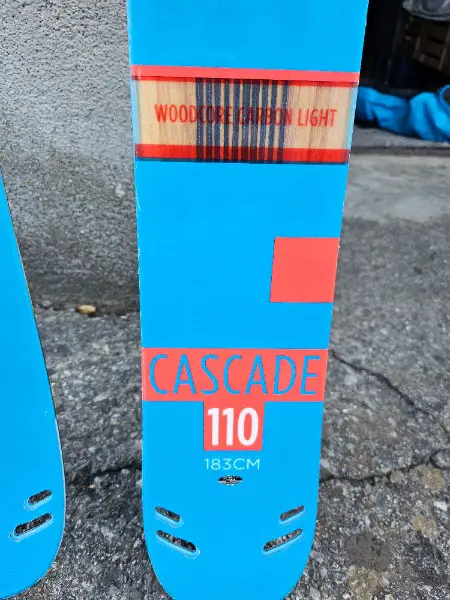 WOODCORE CARBON LIGHT
CASCADE
110
183CM